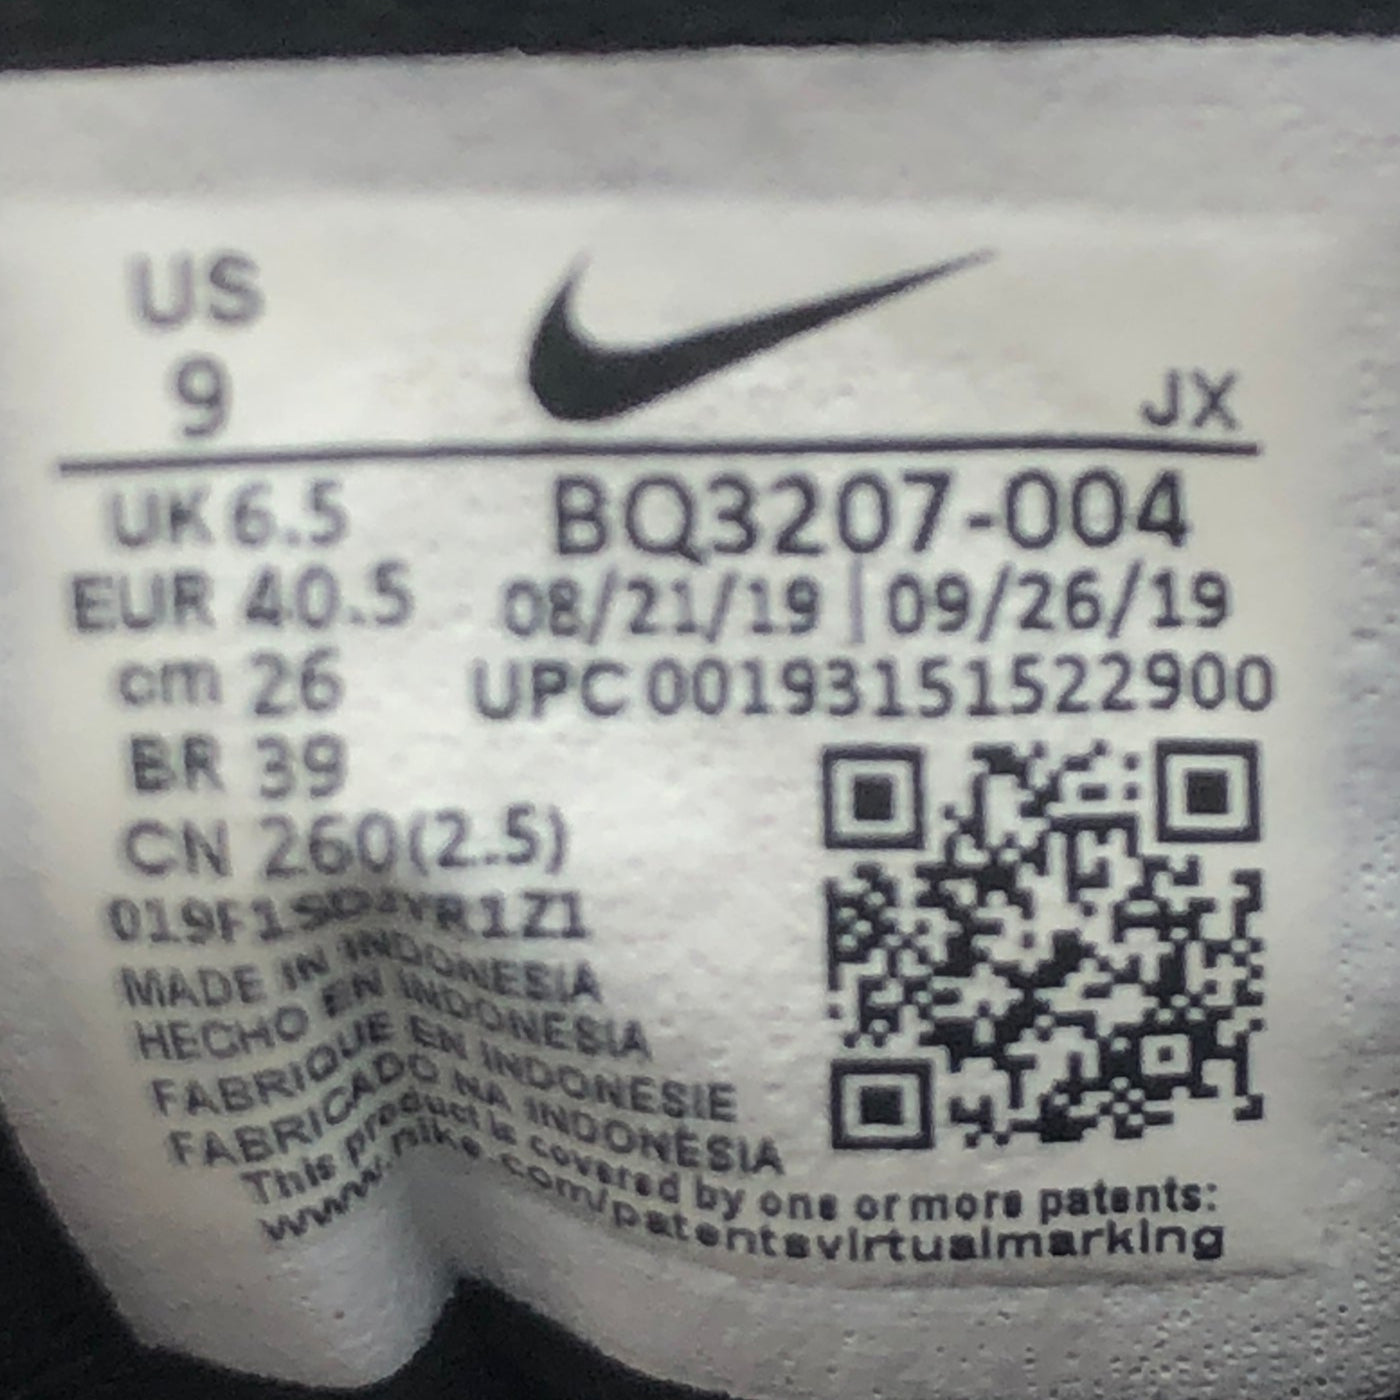 US
9
JX
UK 6.5
BQ3207-004
EUR 40.5
08/21/19 | 09/26/19
cm 26
UPC 00193151522900
BR 39
CN 260(2.5)
MADE IN INDONESIA
HECHO EN INDONESIA
FABRIQUE EN INDONESIE
FABRICADO NA INDONÉSIA
This product is covered by one or more patents:
www.nike.com/patentsvirtualmarking